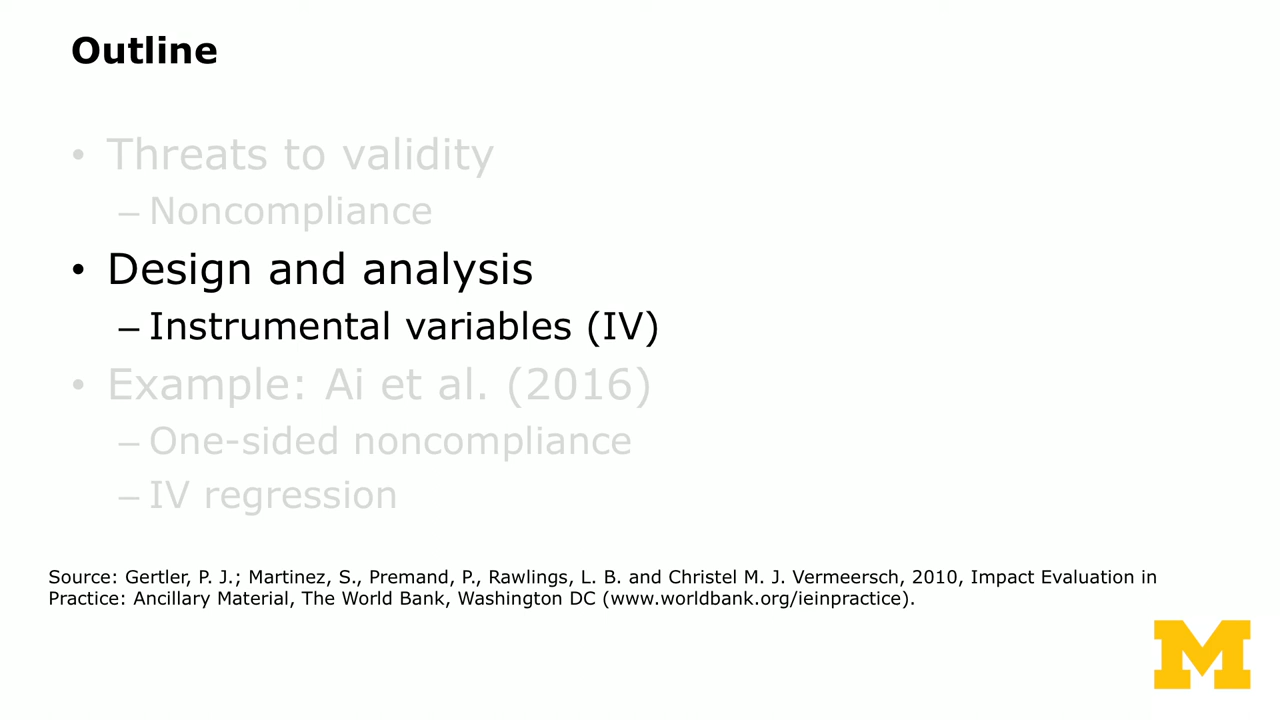 Outline
• Threats to validity
– Noncompliance
• Design and analysis
– Instrumental variables (IV)
• Example: Ai et al. (2016)
– One-sided noncompliance
– IV regression
Source: Gertler, P. J.; Martinez, S., Premand, P., Rawlings, L. B. and Christel M. J. Vermeersch, 2010, Impact Evaluation in
Practice: Ancillary Material, The World Bank, Washington DC (www.worldbank.org/ieinpractice).
M